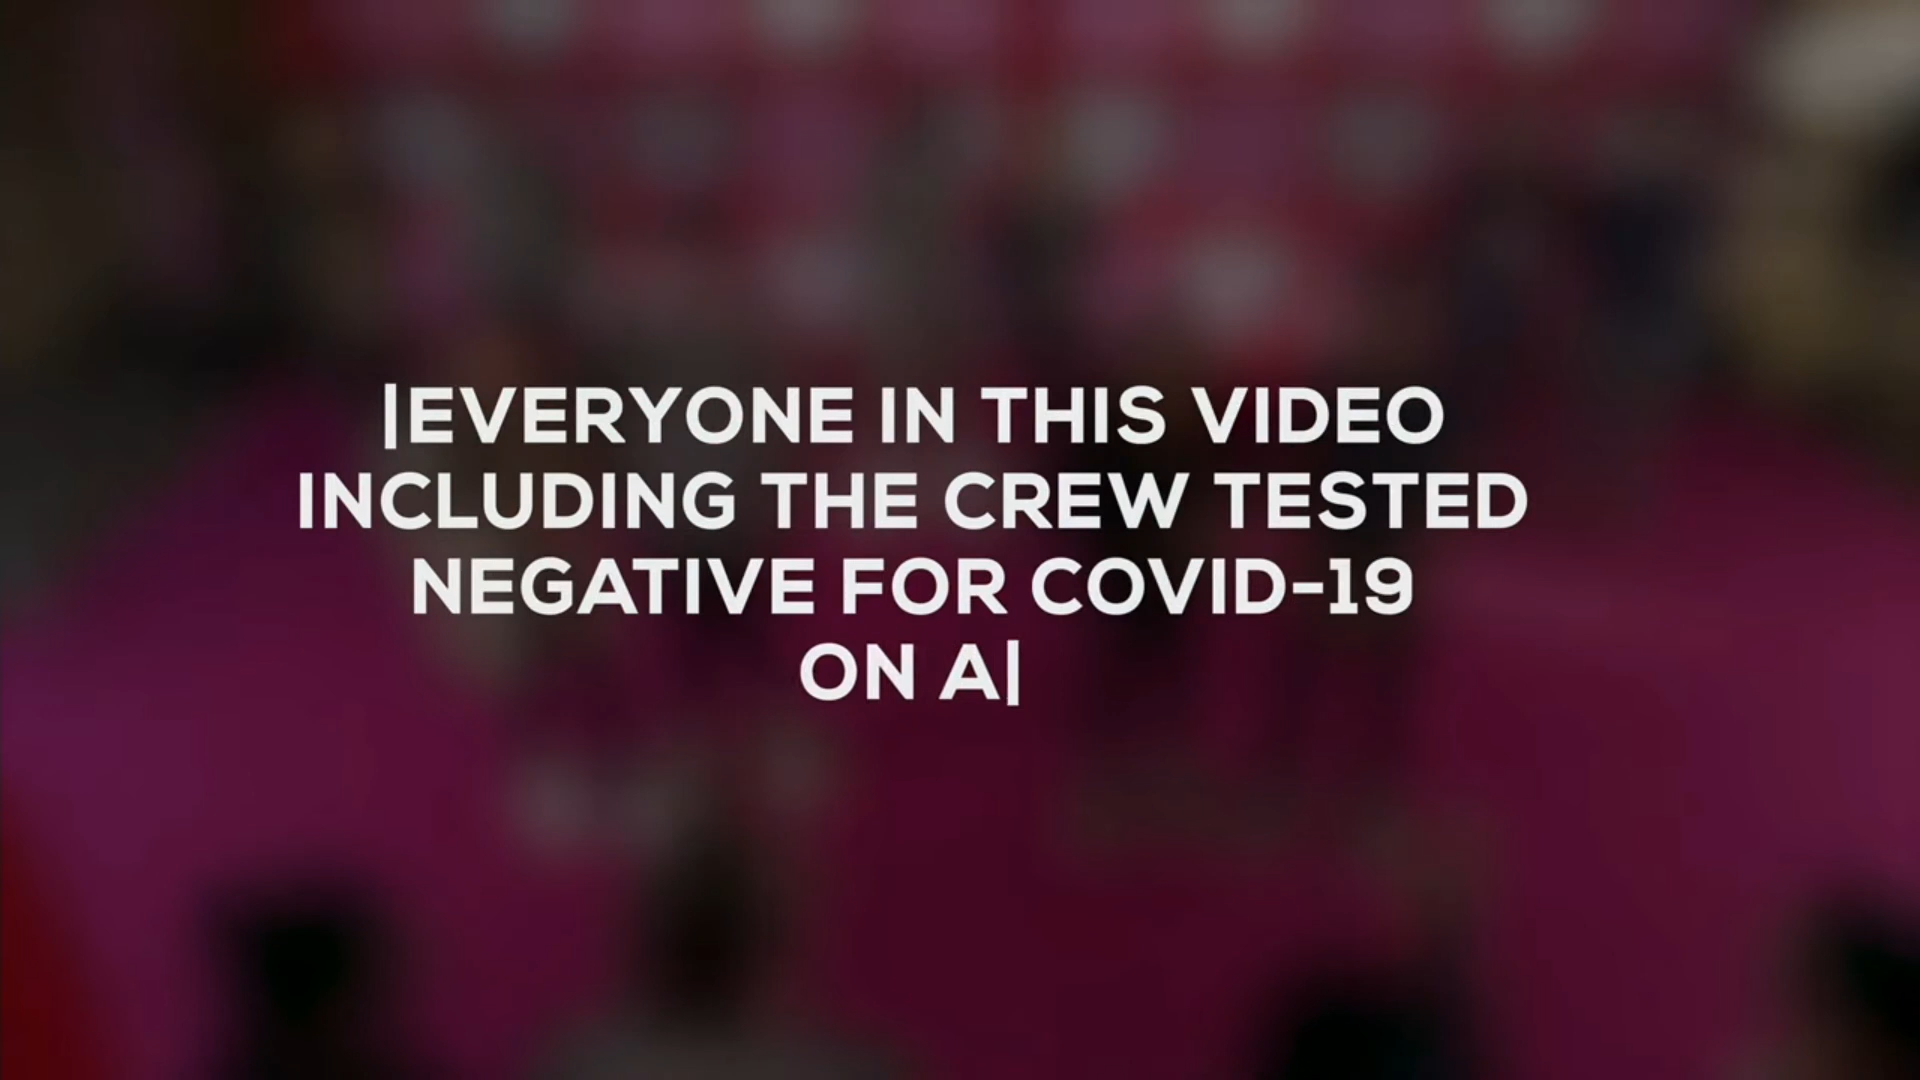 |EVERYONE IN THIS VIDEO
INCLUDING THE CREW TESTED
NEGATIVE FOR COVID-19
ON A|